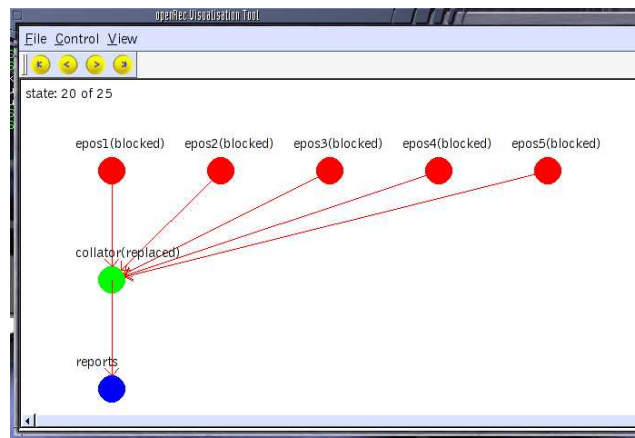 openRec Visualisation Tool
File Control View
state: 20 of 25
epos1(blocked) epos2(blocked) epos3(blocked) epos4(blocked) epos5(blocked)
collator(replaced)
reports